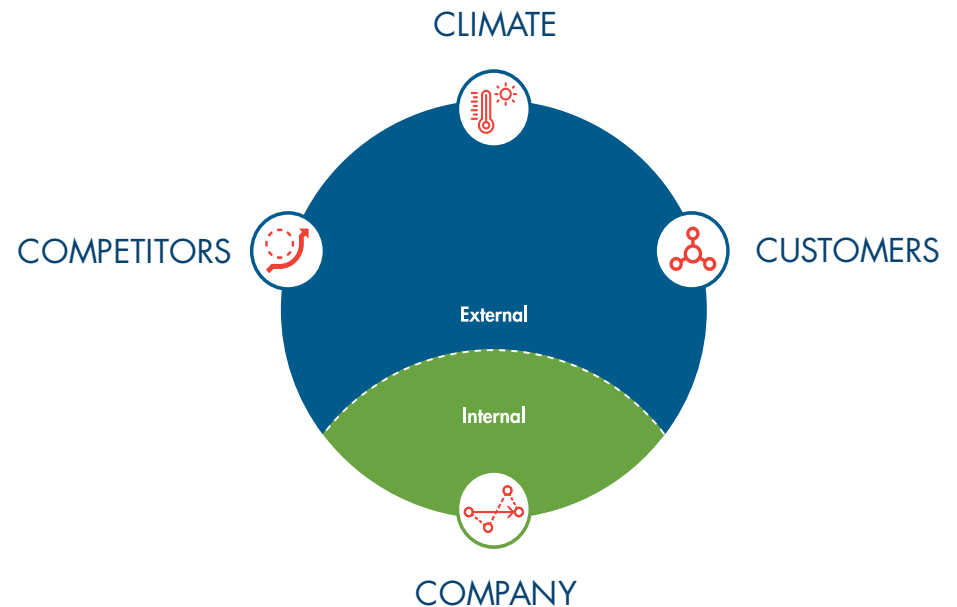 CLIMATE
COMPETITORS
CUSTOMERS
External
Internal
COMPANY